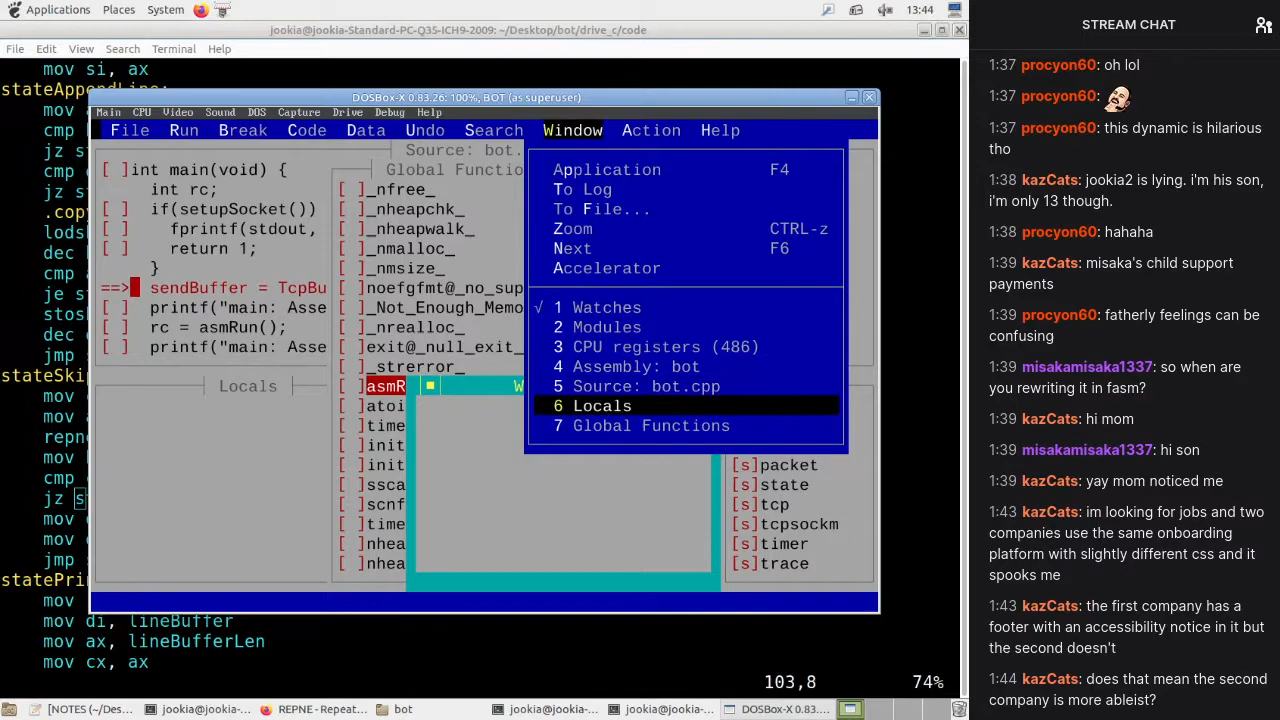 Applications Places System 13:44
jookia@jookia-Standard-PC-Q35-ICH9-2009: ~/Desktop/bot/drive_c/code
File Edit View Search Terminal Help
mov si, ax
stateAppendLine:
mov a
cmp b
jz st
cmp c
jz st
.copy
lodsb
dec b
cmp a
je st
stosb
dec d
jmp s
stateSki
mov c
mov c
repne
mov b
cmp c
jz s
mov c
mov c
jmp s
statePrin
mov
mov di, lineBuffer
mov ax, lineBufferLen
mov cx, ax
103,8 74%
DOSBox-X 0.83.26: 100%, BOT (as superuser)
Main CPU Video Sound DOS Capture Drive Debug Help
File Run Break Code Data Undo Search Window Action Help
Source: bot.
[ ]int main(void) {
int rc;
[ ] if(setupSocket())
[ ] fprintf(stdout,
[ ] return 1;
}
==> sendBuffer = TcpBu
[ ] printf("main: Asse
[ ] rc = asmRun();
[ ] printf("main: Asse
Locals
Global Functio
[ ]_nfree_
[ ]_nheapchk_
[ ]_nheapwalk_
[ ]_nmalloc_
[ ]_nmsize_
[ ]noefgfmt@_no_sup
[ ]_Not_Enough_Memo
[ ]_nrealloc_
[ ]exit@_null_exit_
[ ]_strerror_
[ ]asmR
[ ]atoi
[ ]time
[ ]init
[ ]init
[ ]ssca
[ ]scnf
[ ]time
[ ]nhea
[ ]nhea
W
Application F4
To Log
To File...
Zoom CTRL-z
Next F6
Accelerator
√ 1 Watches
2 Modules
3 CPU registers (486)
4 Assembly: bot
5 Source: bot.cpp
6 Locals
7 Global Functions
[s]packet
[s]state
[s]tcp
[s]tcpsockm
[s]timer
[s]trace
[NOTES (~/Des... jookia@jookia-... REPNE - Repeat... bot jookia@jookia-... jookia@jookia-... DOSBox-X 0.83....
STREAM CHAT
1:37 procyon60: oh lol
1:37 procyon60:
1:37 procyon60: this dynamic is hilarious
tho
1:38 kazCats: jookia2 is lying. i'm his son,
i'm only 13 though.
1:38 procyon60: hahaha
1:39 kazCats: misaka's child support
payments
1:39 procyon60: fatherly feelings can be
confusing
1:39 misakamisaka1337: so when are
you rewriting it in fasm?
1:39 kazCats: hi mom
1:39 misakamisaka1337: hi son
1:39 kazCats: yay mom noticed me
1:43 kazCats: im looking for jobs and two
companies use the same onboarding
platform with slightly different css and it
spooks me
1:43 kazCats: the first company has a
footer with an accessibility notice in it but
the second doesn't
1:44 kazCats: does that mean the second
company is more ableist?